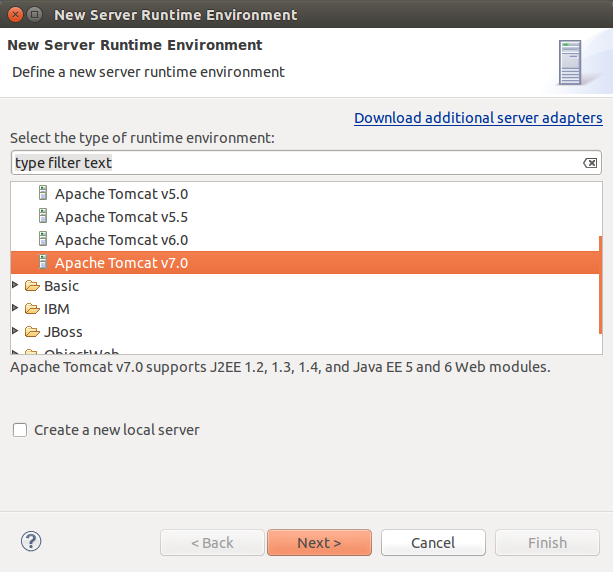 New Server Runtime Environment
New Server Runtime Environment
Define a new server runtime environment
Download additional server adapters
Select the type of runtime environment:
type filter text
Apache Tomcat v5.0
Apache Tomcat v5.5
Apache Tomcat v6.0
Apache Tomcat v7.0
Basic
IBM
JBoss
ObjectWeb
Apache Tomcat v7.0 supports J2EE 1.2, 1.3, 1.4, and Java EE 5 and 6 Web modules.
Create a new local server
< Back
Next >
Cancel
Finish